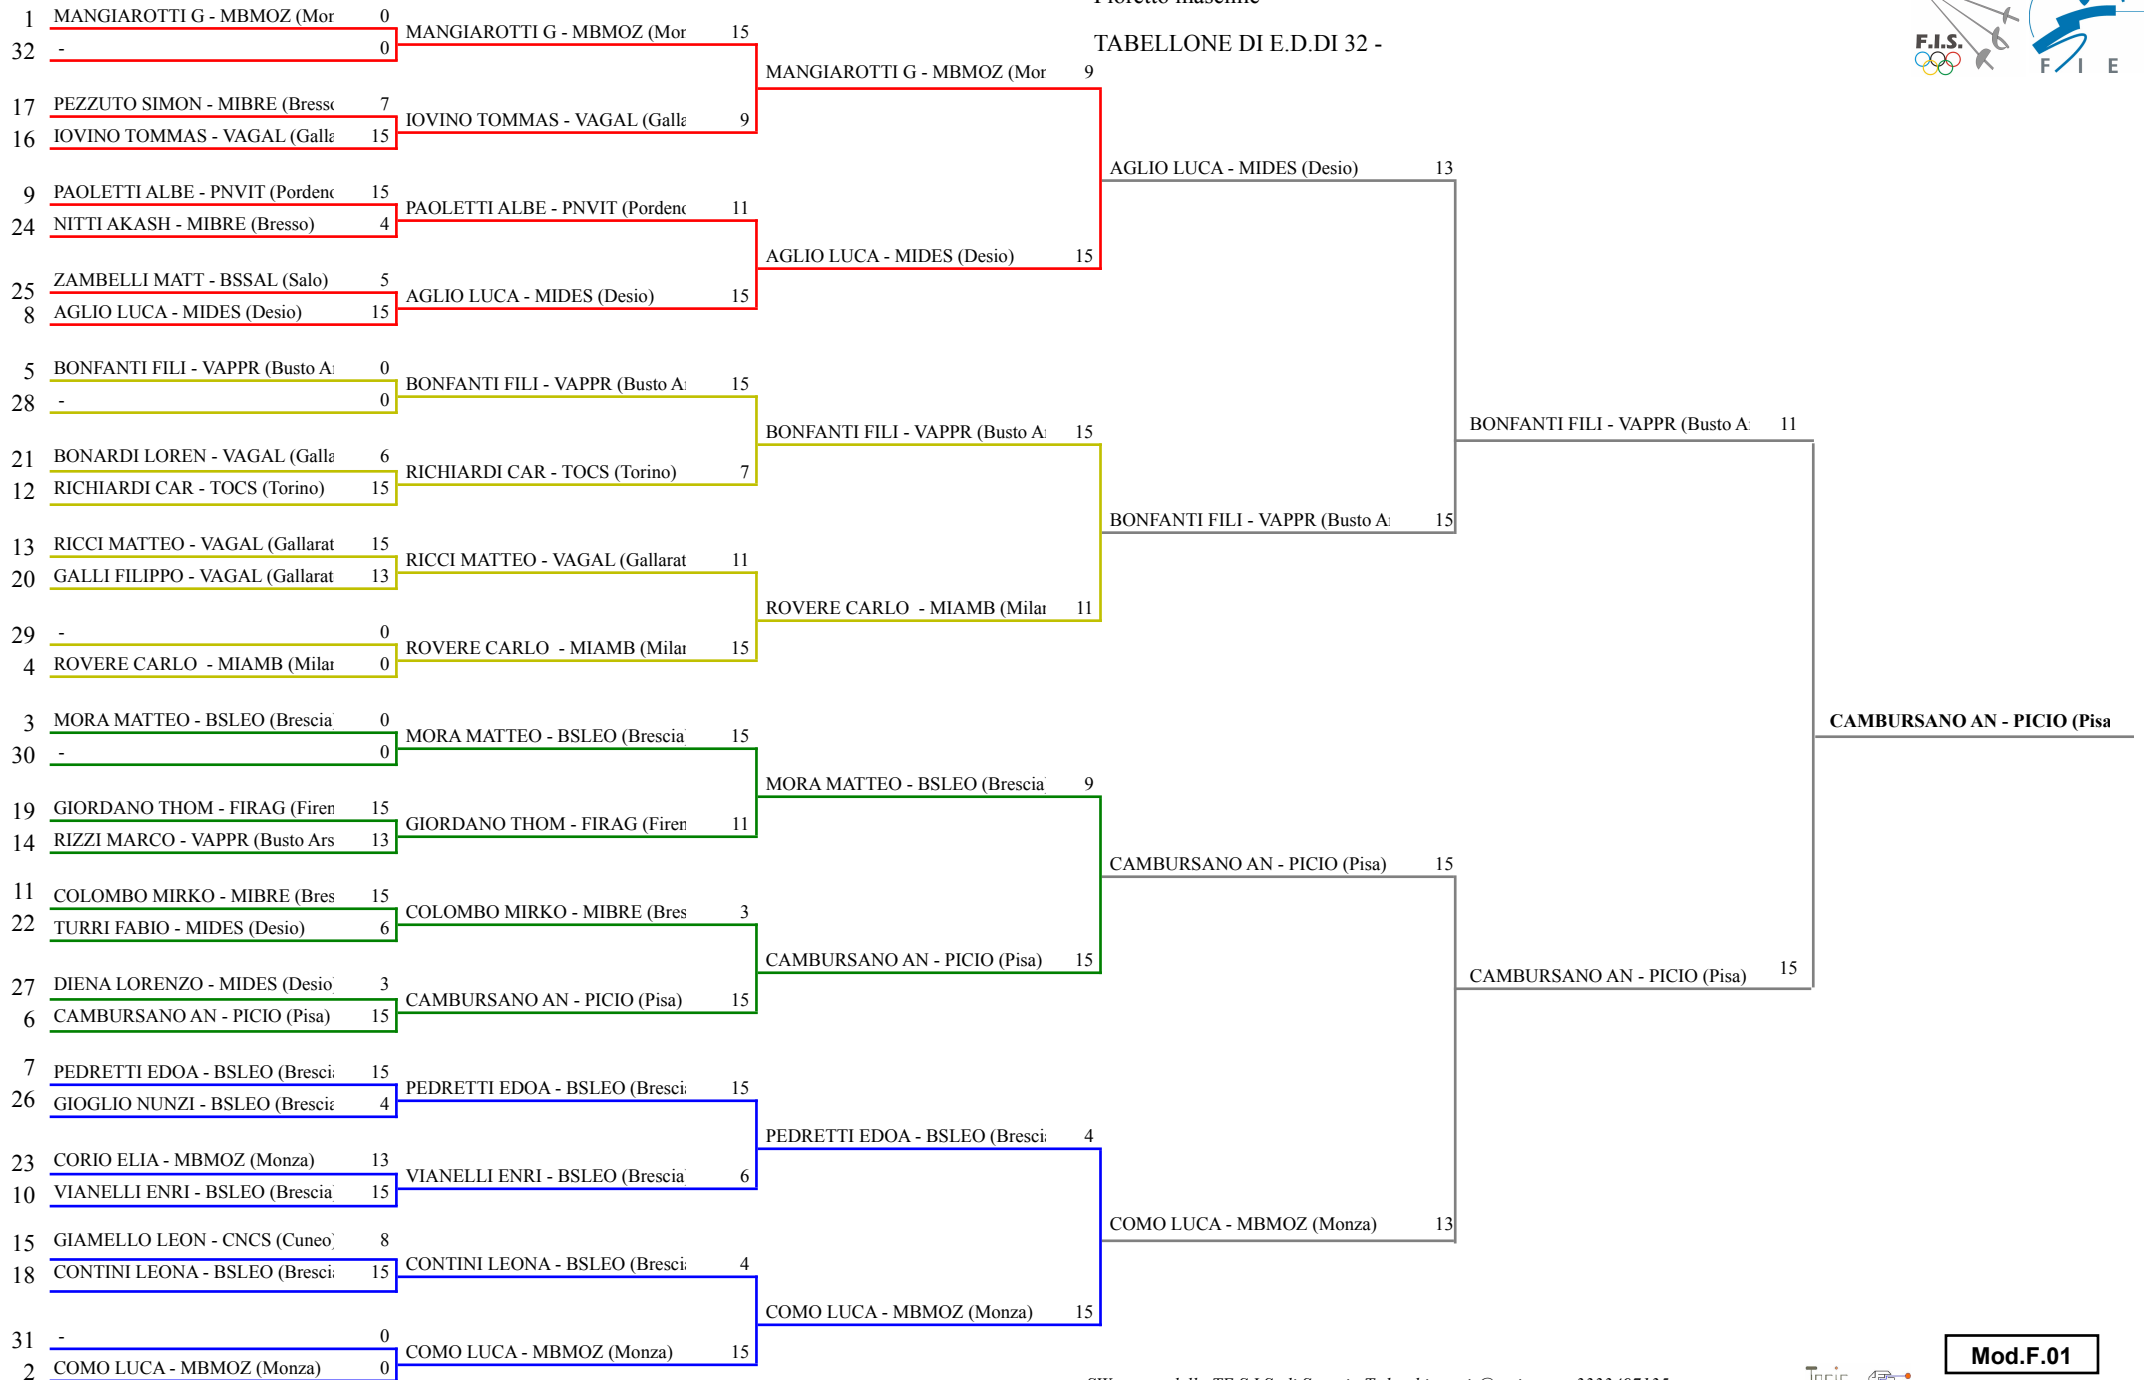 TABELLONE DI E.D.DI 32 -
F.I.S.
F I E
1 MANGIAROTTI G - MBMOZ (Mor 0
32 - 0
17 PEZZUTO SIMON - MIBRE (Bresso 7
16 IOVINO TOMMAS - VAGAL (Galla 15
9 PAOLETTI ALBE - PNVIT (Pordeno 15
24 NITTI AKASH - MIBRE (Bresso) 4
25 ZAMBELLI MATT - BSSAL (Salo) 5
8 AGLIO LUCA - MIDES (Desio) 15
5 BONFANTI FILI - VAPPR (Busto A 0
28 - 0
21 BONARDI LOREN - VAGAL (Galla 6
12 RICHIARDI CAR - TOCS (Torino) 15
13 RICCI MATTEO - VAGAL (Gallarat 15
20 GALLI FILIPPO - VAGAL (Gallarat 13
29 - 0
4 ROVERE CARLO - MIAMB (Milan 0
3 MORA MATTEO - BSLEO (Brescia) 0
30 - 0
19 GIORDANO THOM - FIRAG (Firen 15
14 RIZZI MARCO - VAPPR (Busto Ars 13
11 COLOMBO MIRKO - MIBRE (Bres 15
22 TURRI FABIO - MIDES (Desio) 6
27 DIENA LORENZO - MIDES (Desio) 3
6 CAMBURSANO AN - PICIO (Pisa) 15
7 PEDRETTI EDOA - BSLEO (Brescia 15
26 GIOGLIO NUNZI - BSLEO (Brescia 4
23 CORIO ELIA - MBMOZ (Monza) 13
10 VIANELLI ENRI - BSLEO (Brescia) 15
15 GIAMELLO LEON - CNCS (Cuneo) 8
18 CONTINI LEONA - BSLEO (Brescia 15
31 - 0
2 COMO LUCA - MBMOZ (Monza) 0
MANGIAROTTI G - MBMOZ (Mor 15
IOVINO TOMMAS - VAGAL (Galla 9
PAOLETTI ALBE - PNVIT (Pordeno 11
AGLIO LUCA - MIDES (Desio) 15
BONFANTI FILI - VAPPR (Busto A 15
RICHIARDI CAR - TOCS (Torino) 7
RICCI MATTEO - VAGAL (Gallarat 11
ROVERE CARLO - MIAMB (Milan 15
MORA MATTEO - BSLEO (Brescia) 15
GIORDANO THOM - FIRAG (Firen 11
COLOMBO MIRKO - MIBRE (Bres 3
CAMBURSANO AN - PICIO (Pisa) 15
PEDRETTI EDOA - BSLEO (Brescia 15
VIANELLI ENRI - BSLEO (Brescia) 6
CONTINI LEONA - BSLEO (Brescia 4
COMO LUCA - MBMOZ (Monza) 15
MANGIAROTTI G - MBMOZ (Mor 9
AGLIO LUCA - MIDES (Desio) 15
BONFANTI FILI - VAPPR (Busto A 15
ROVERE CARLO - MIAMB (Milan 11
MORA MATTEO - BSLEO (Brescia) 9
CAMBURSANO AN - PICIO (Pisa) 15
PEDRETTI EDOA - BSLEO (Brescia 4
COMO LUCA - MBMOZ (Monza) 15
AGLIO LUCA - MIDES (Desio) 13
BONFANTI FILI - VAPPR (Busto A 15
CAMBURSANO AN - PICIO (Pisa) 15
COMO LUCA - MBMOZ (Monza) 13
BONFANTI FILI - VAPPR (Busto A 11
CAMBURSANO AN - PICIO (Pisa) 15
CAMBURSANO AN - PICIO (Pisa
Mod.F.01